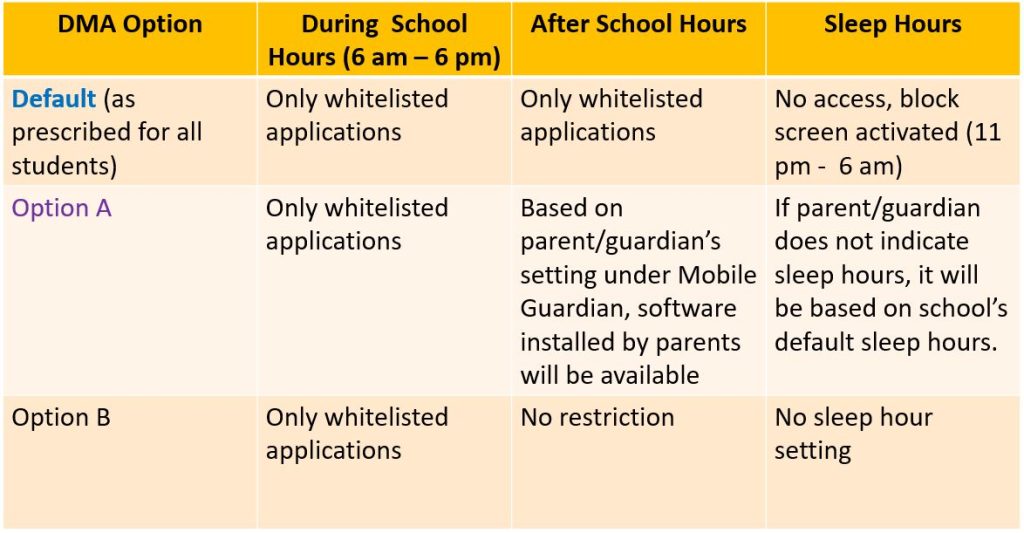 DMA Option
During  School
Hours (6 am – 6 pm)
After School Hours
Sleep Hours
Default (as
prescribed for all
students)
Only whitelisted
applications
Only whitelisted
applications
No access, block
screen activated (11
pm -  6 am)
Option A
Only whitelisted
applications
Based on
parent/guardian’s
setting under Mobile
Guardian, software
installed by parents
will be available
If parent/guardian
does not indicate
sleep hours, it will
be based on school’s
default sleep hours.
Option B
Only whitelisted
applications
No restriction
No sleep hour
setting